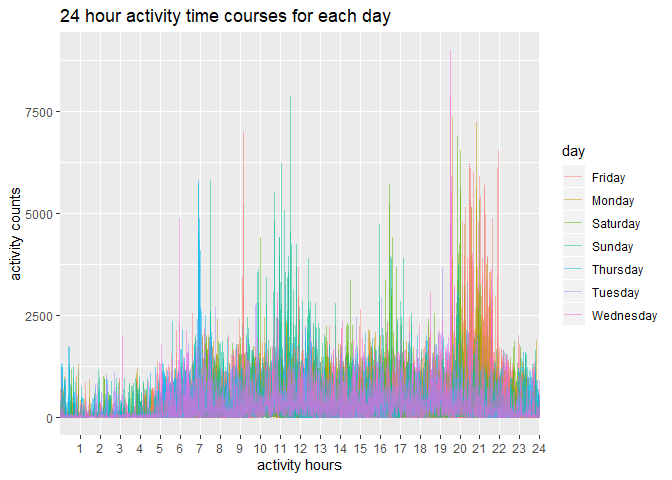 24 hour activity time courses for each day
activity counts
7500
5000
2500
0
1 2 3 4 5 6 7 8 9 10 11 12 13 14 15 16 17 18 19 20 21 22 23 24
activity hours
day
Friday
Monday
Saturday
Sunday
Thursday
Tuesday
Wednesday